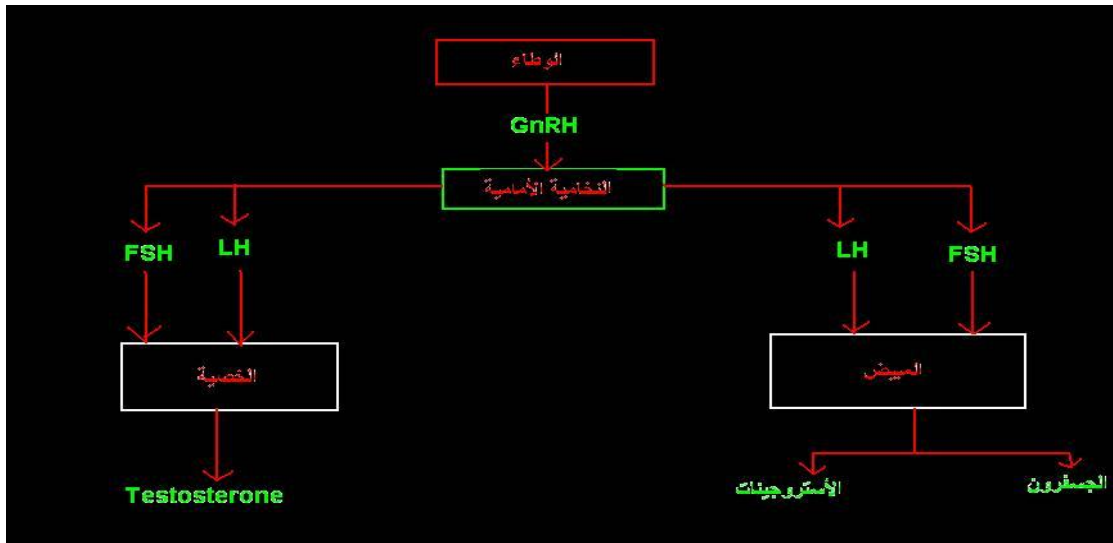 الوطاء
GnRH
النخامية الأمامية
FSH
LH
LH
FSH
الخصية
المبيض
Testosterone
الأستروجينات
الجسفرون